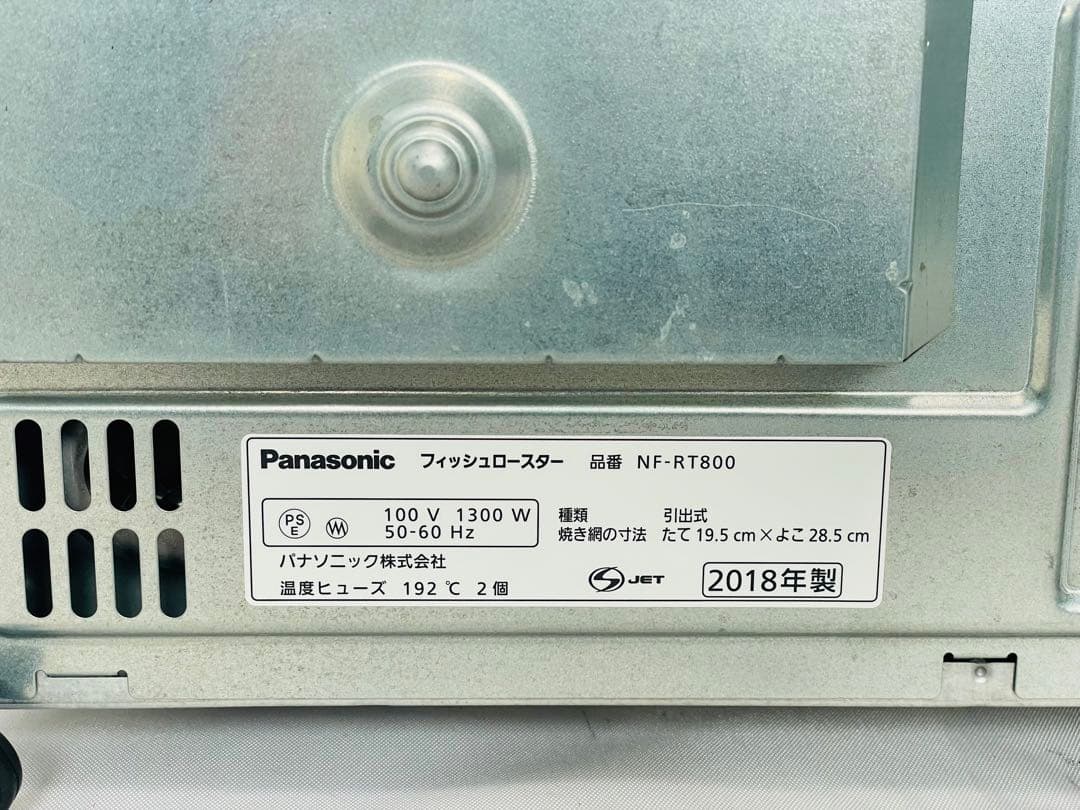 Panasonic フィッシュロースター 品番 NF-RT800
PS E 100 V 1300 W
50-60 Hz
種類 引出式
焼き網の寸法 たて 19.5 cm×よこ 28.5 cm
パナソニック株式会社
温度ヒューズ 192 ℃ 2個
S JET 2018年製